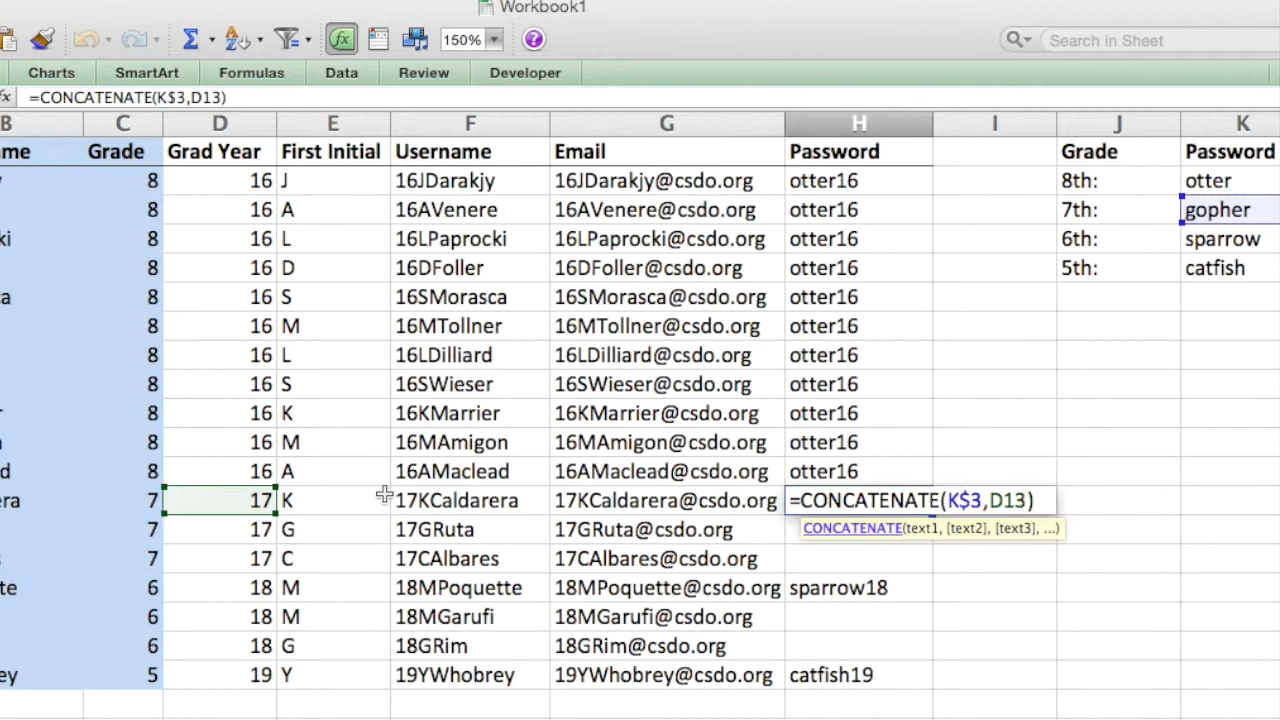 Workbook1
150% Search in Sheet
Charts SmartArt Formulas Data Review Developer
fx =CONCATENATE(K$3,D13)
B C D E F G H I J K
me Grade Grad Year First Initial Username Email Password Grade Password
y 8 16 J 16JDarakjy 16JDarakjy@csdo.org otter16 8th: otter
8 16 A 16AVenere 16AVenere@csdo.org otter16 7th: gopher
ki 8 16 L 16LPaprocki 16LPaprocki@csdo.org otter16 6th: sparrow
8 16 D 16DFoller 16DFoller@csdo.org otter16 5th: catfish
ca 8 16 S 16SMorasca 16SMorasca@csdo.org otter16
8 16 M 16MTollner 16MTollner@csdo.org otter16
8 16 L 16LDilliard 16LDilliard@csdo.org otter16
8 16 S 16SWieser 16SWieser@csdo.org otter16
r 8 16 K 16KMarrier 16KMarrier@csdo.org otter16
n 8 16 M 16MAmigon 16MAmigon@csdo.org otter16
d 8 16 A 16AMaclead 16AMaclead@csdo.org otter16
era 7 17 K 17KCaldarera 17KCaldarera@csdo.org =CONCATENATE(K$3,D13)
CONCATENATE(text1, [text2], [text3], ...)
7 17 G 17GRuta 17GRuta@csdo.org
s 7 17 C 17CAlbares 17CAlbares@csdo.org
te 6 18 M 18MPoquette 18MPoquette@csdo.org sparrow18
6 18 M 18MGarufi 18MGarufi@csdo.org
6 18 G 18GRim 18GRim@csdo.org
ey 5 19 Y 19YWhobrey 19YWhobrey@csdo.org catfish19